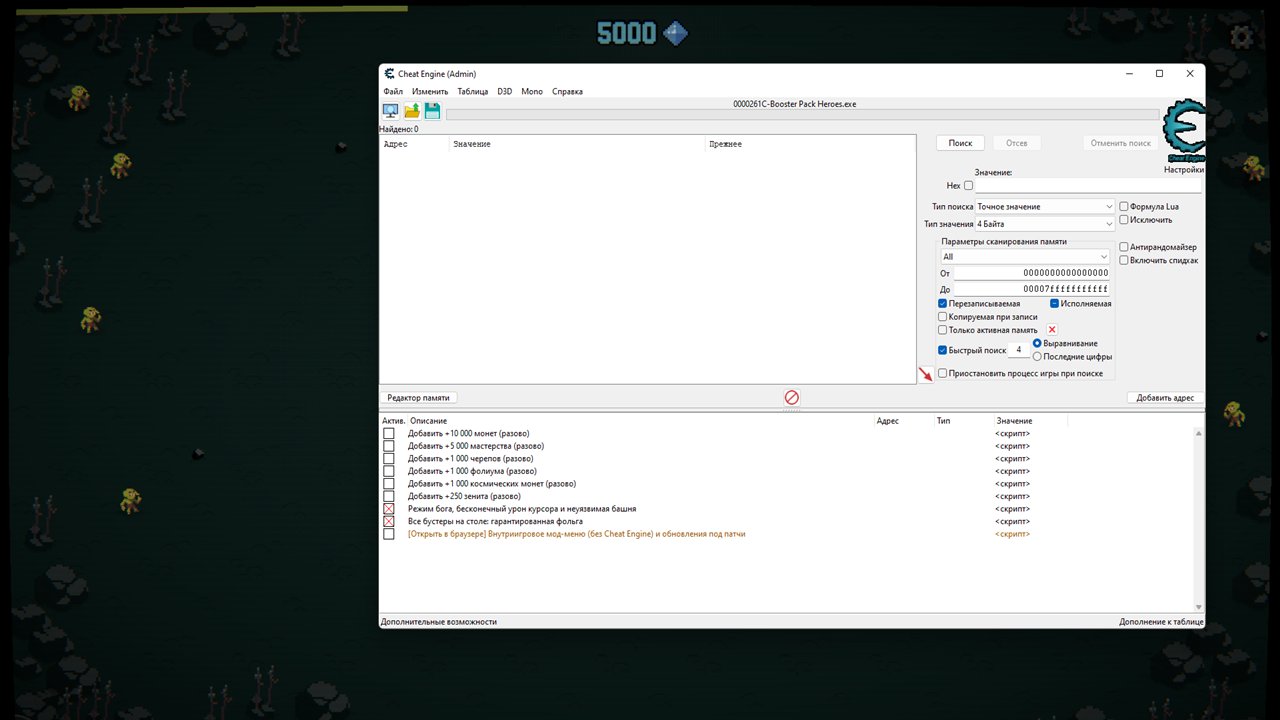 5000
Cheat Engine (Admin)
Файл Изменить Таблица D3D Mono Справка
0000261C-Booster Pack Heroes.exe
Найдено: 0
Адрес Значение Прежнее
Поиск Отсев Отменить поиск
Cheat Engine
Настройки
Значение:
Hex
Тип поиска Точное значение
Формула Lua
Исключить
Тип значения 4 Байта
Параметры сканирования памяти
All
Антирандомайзер
Включить спидхак
От 0000000000000000
До 00007fffffffffff
Перезаписываемая Исполняемая
Копируемая при записи
Только активная память
Быстрый поиск 4 Выравнивание
Последние цифры
Приостановить процесс игры при поиске
Редактор памяти Добавить адрес
Актив. Описание Адрес Тип Значение
Добавить +10 000 монет (разово) <скрипт>
Добавить +5 000 мастерства (разово) <скрипт>
Добавить +1 000 черепов (разово) <скрипт>
Добавить +1 000 фолиума (разово) <скрипт>
Добавить +1 000 космических монет (разово) <скрипт>
Добавить +250 зенита (разово) <скрипт>
Режим бога, бесконечный урон курсора и неуязвимая башня <скрипт>
Все бустеры на столе: гарантированная фольга <скрипт>
[Открыть в браузере] Внутриигровое мод-меню (без Cheat Engine) и обновления под патчи <скрипт>
Дополнительные возможности Дополнение к таблице